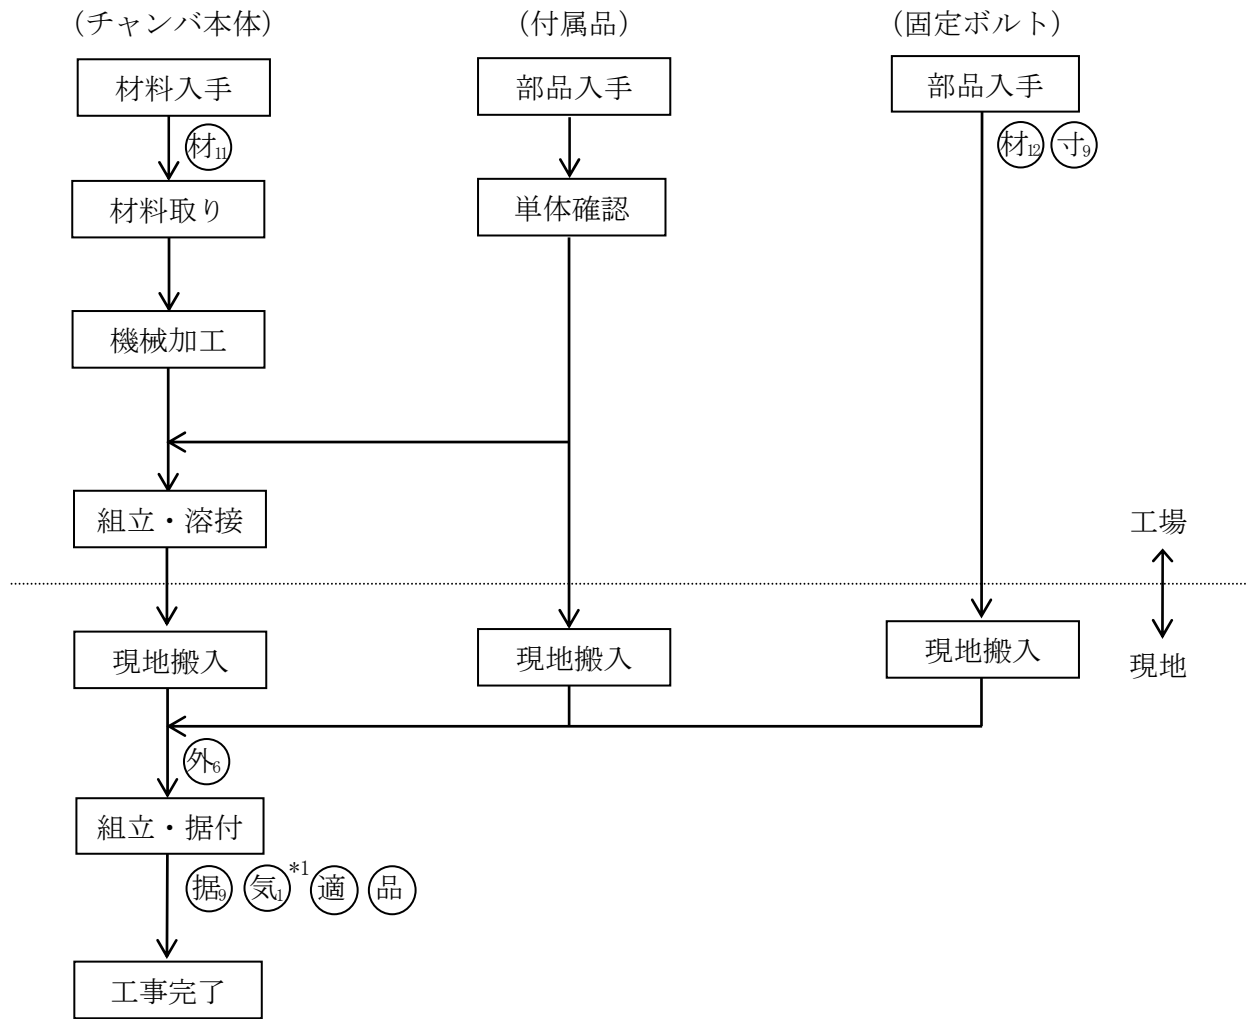 (チャンバ本体)
(付属品)
(固定ボルト)
材料入手
部品入手
部品入手
材11
材12 寸9
材料取り
単体確認
機械加工
組立・溶接
工場
現地搬入
現地搬入
現地搬入
現地
外6
組立・据付
据9 気1 *1 適 品
工事完了